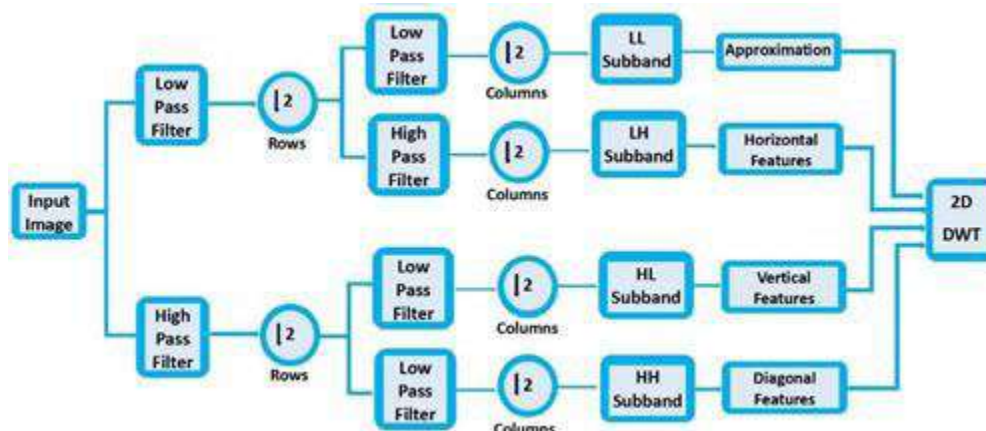 Input
Image
Low
Pass
Filter
|2
Rows
Low
Pass
Filter
|2
Columns
LL
Subband
Approximation
High
Pass
Filter
|2
Columns
LH
Subband
Horizontal
Features
High
Pass
Filter
|2
Rows
Low
Pass
Filter
|2
Columns
HL
Subband
Vertical
Features
Low
Pass
Filter
|2
Columns
HH
Subband
Diagonal
Features
2D
DWT